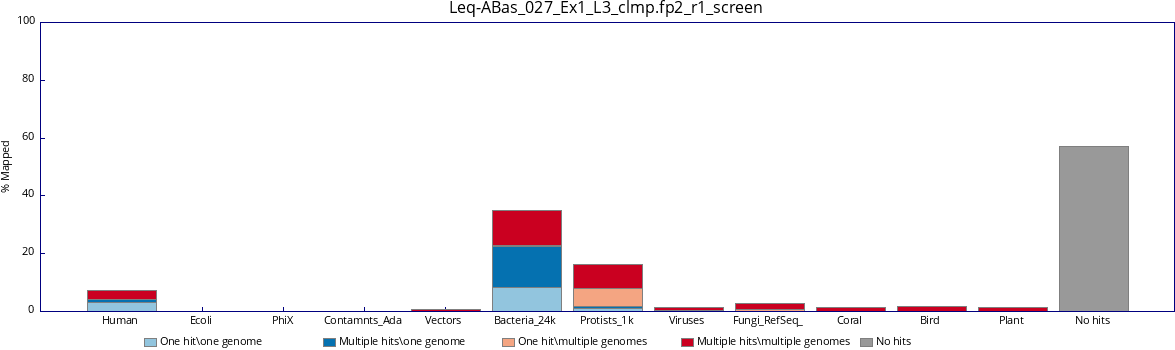 Leq-ABas_027_Ex1_L3_clmp.fp2_r1_screen
100
80
60
40
20
0
% Mapped
Human Ecoli PhiX Contamnts_Ada Vectors Bacteria_24k Protists_1k Viruses Fungi_RefSeq_ Coral Bird Plant No hits
One hit\one genome Multiple hits\one genome One hit\multiple genomes Multiple hits\multiple genomes No hits